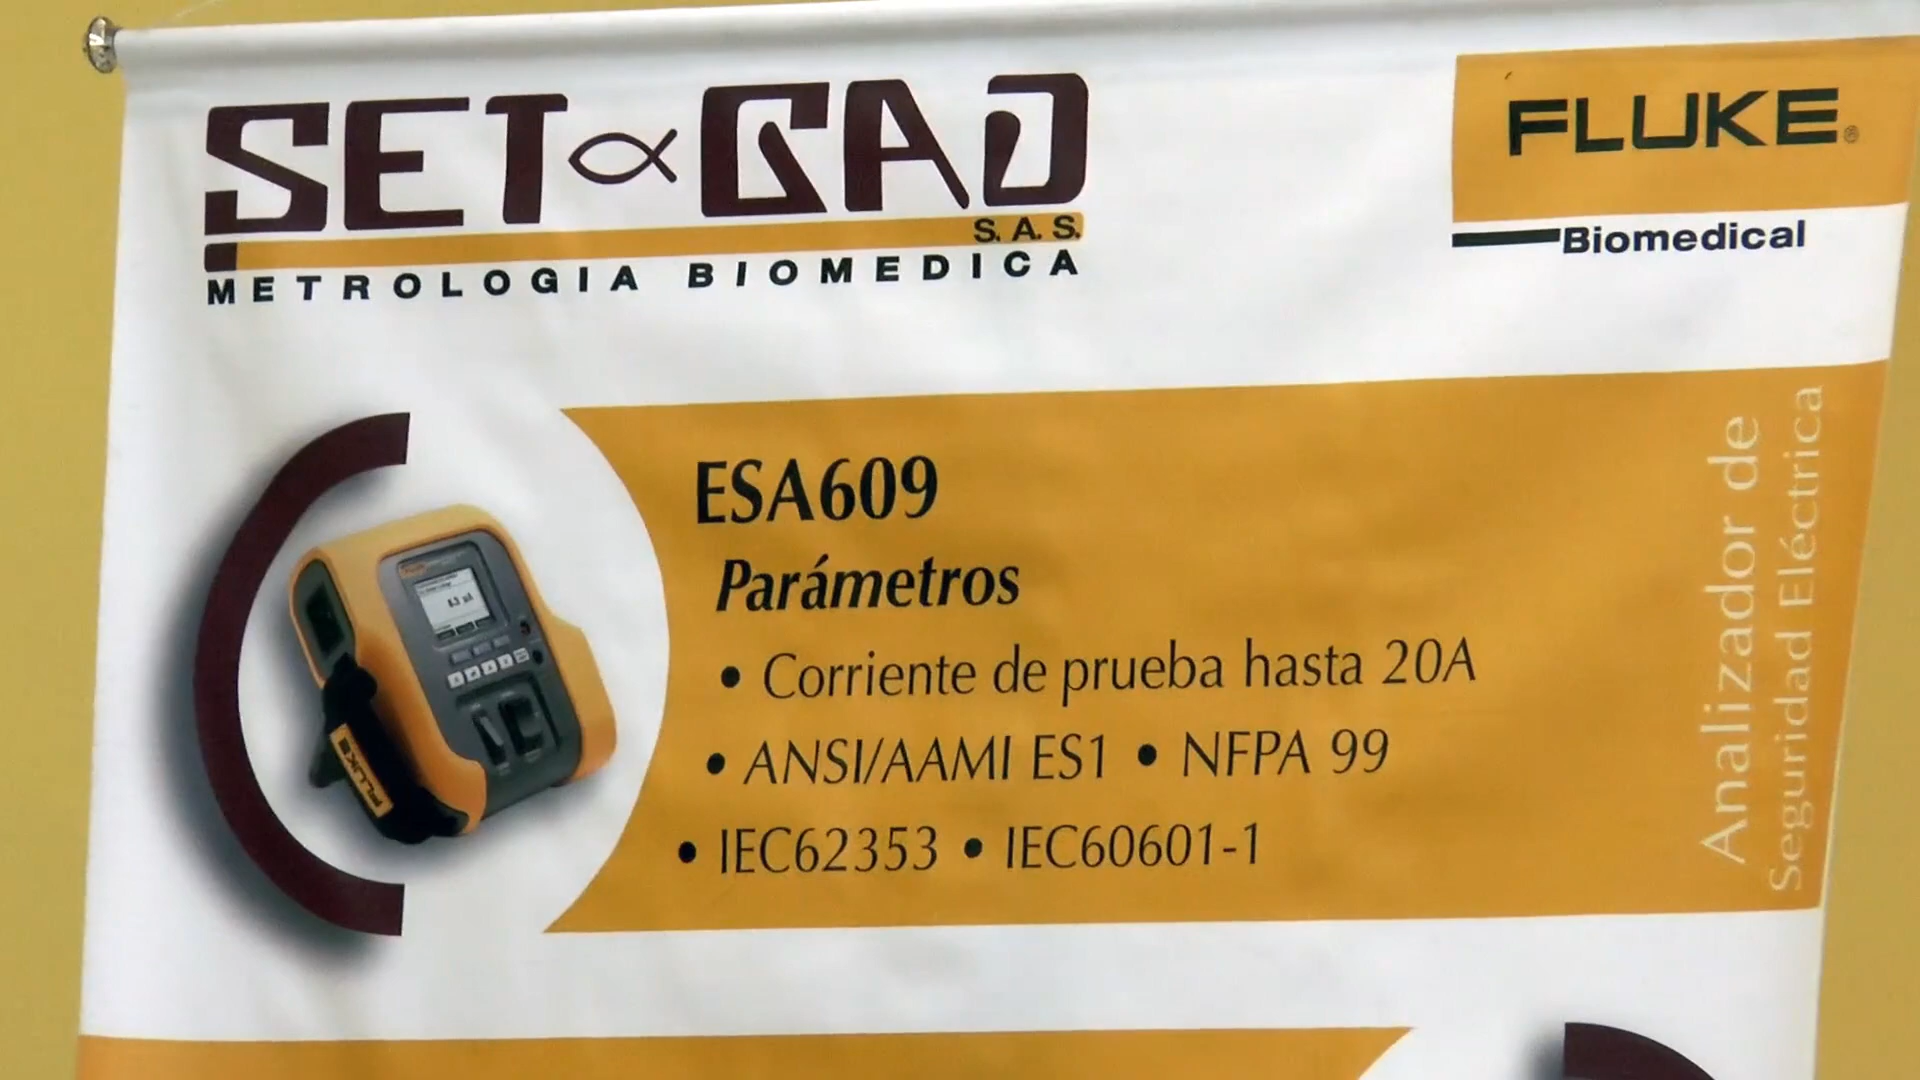 SET GAD
S. A. S.
METROLOGIA BIOMEDICA
FLUKE®
Biomedical
ESA609
Parámetros
• Corriente de prueba hasta 20A
• ANSI/AAMI ES1 • NFPA 99
• IEC62353 • IEC60601-1
Analizador de
Seguridad Eléctrica
FLUKE